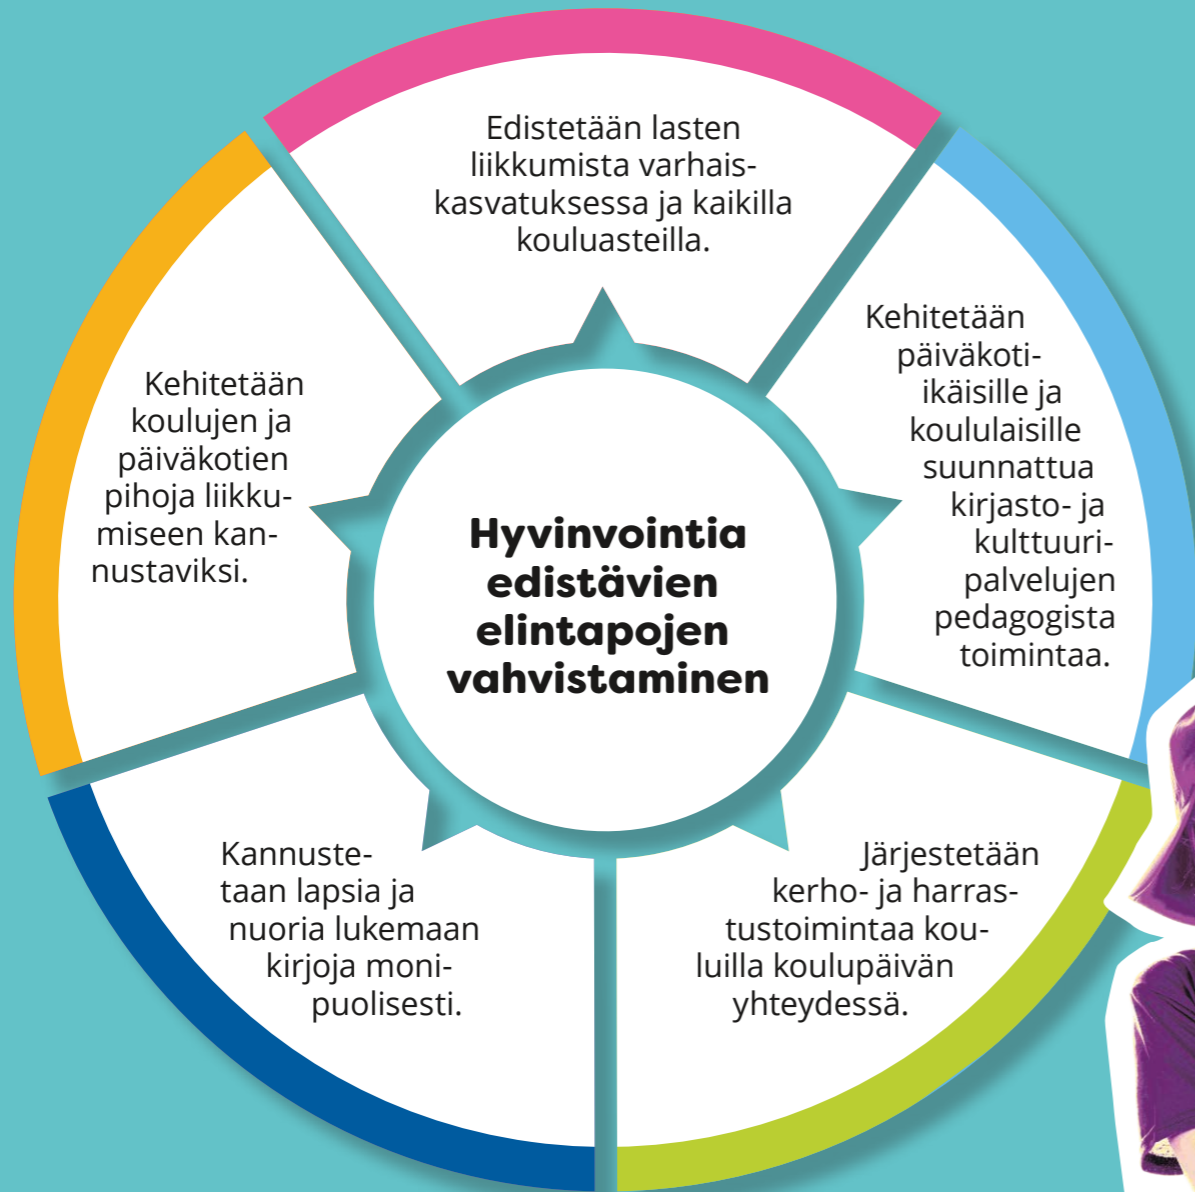 Edistetään lasten
liikkumista varhais-
kasvatuksessa ja kaikilla
kouluasteilla.
Kehitetään
päiväkoti-
ikäisille ja
koululaisille
suunnattua
kirjasto- ja
kulttuuri-
palvelujen
pedagogista
toimintaa.
Järjestetään
kerho- ja harras-
tustoimintaa kou-
luilla koulupäivän
yhteydessä.
Kannuste-
taan lapsia ja
nuoria lukemaan
kirjoja moni-
puolisesti.
Kehitetään
koulujen ja
päiväkotien
pihoja liikku-
miseen kan-
nustaviksi.
Hyvinvointia
edistävien
elintapojen
vahvistaminen